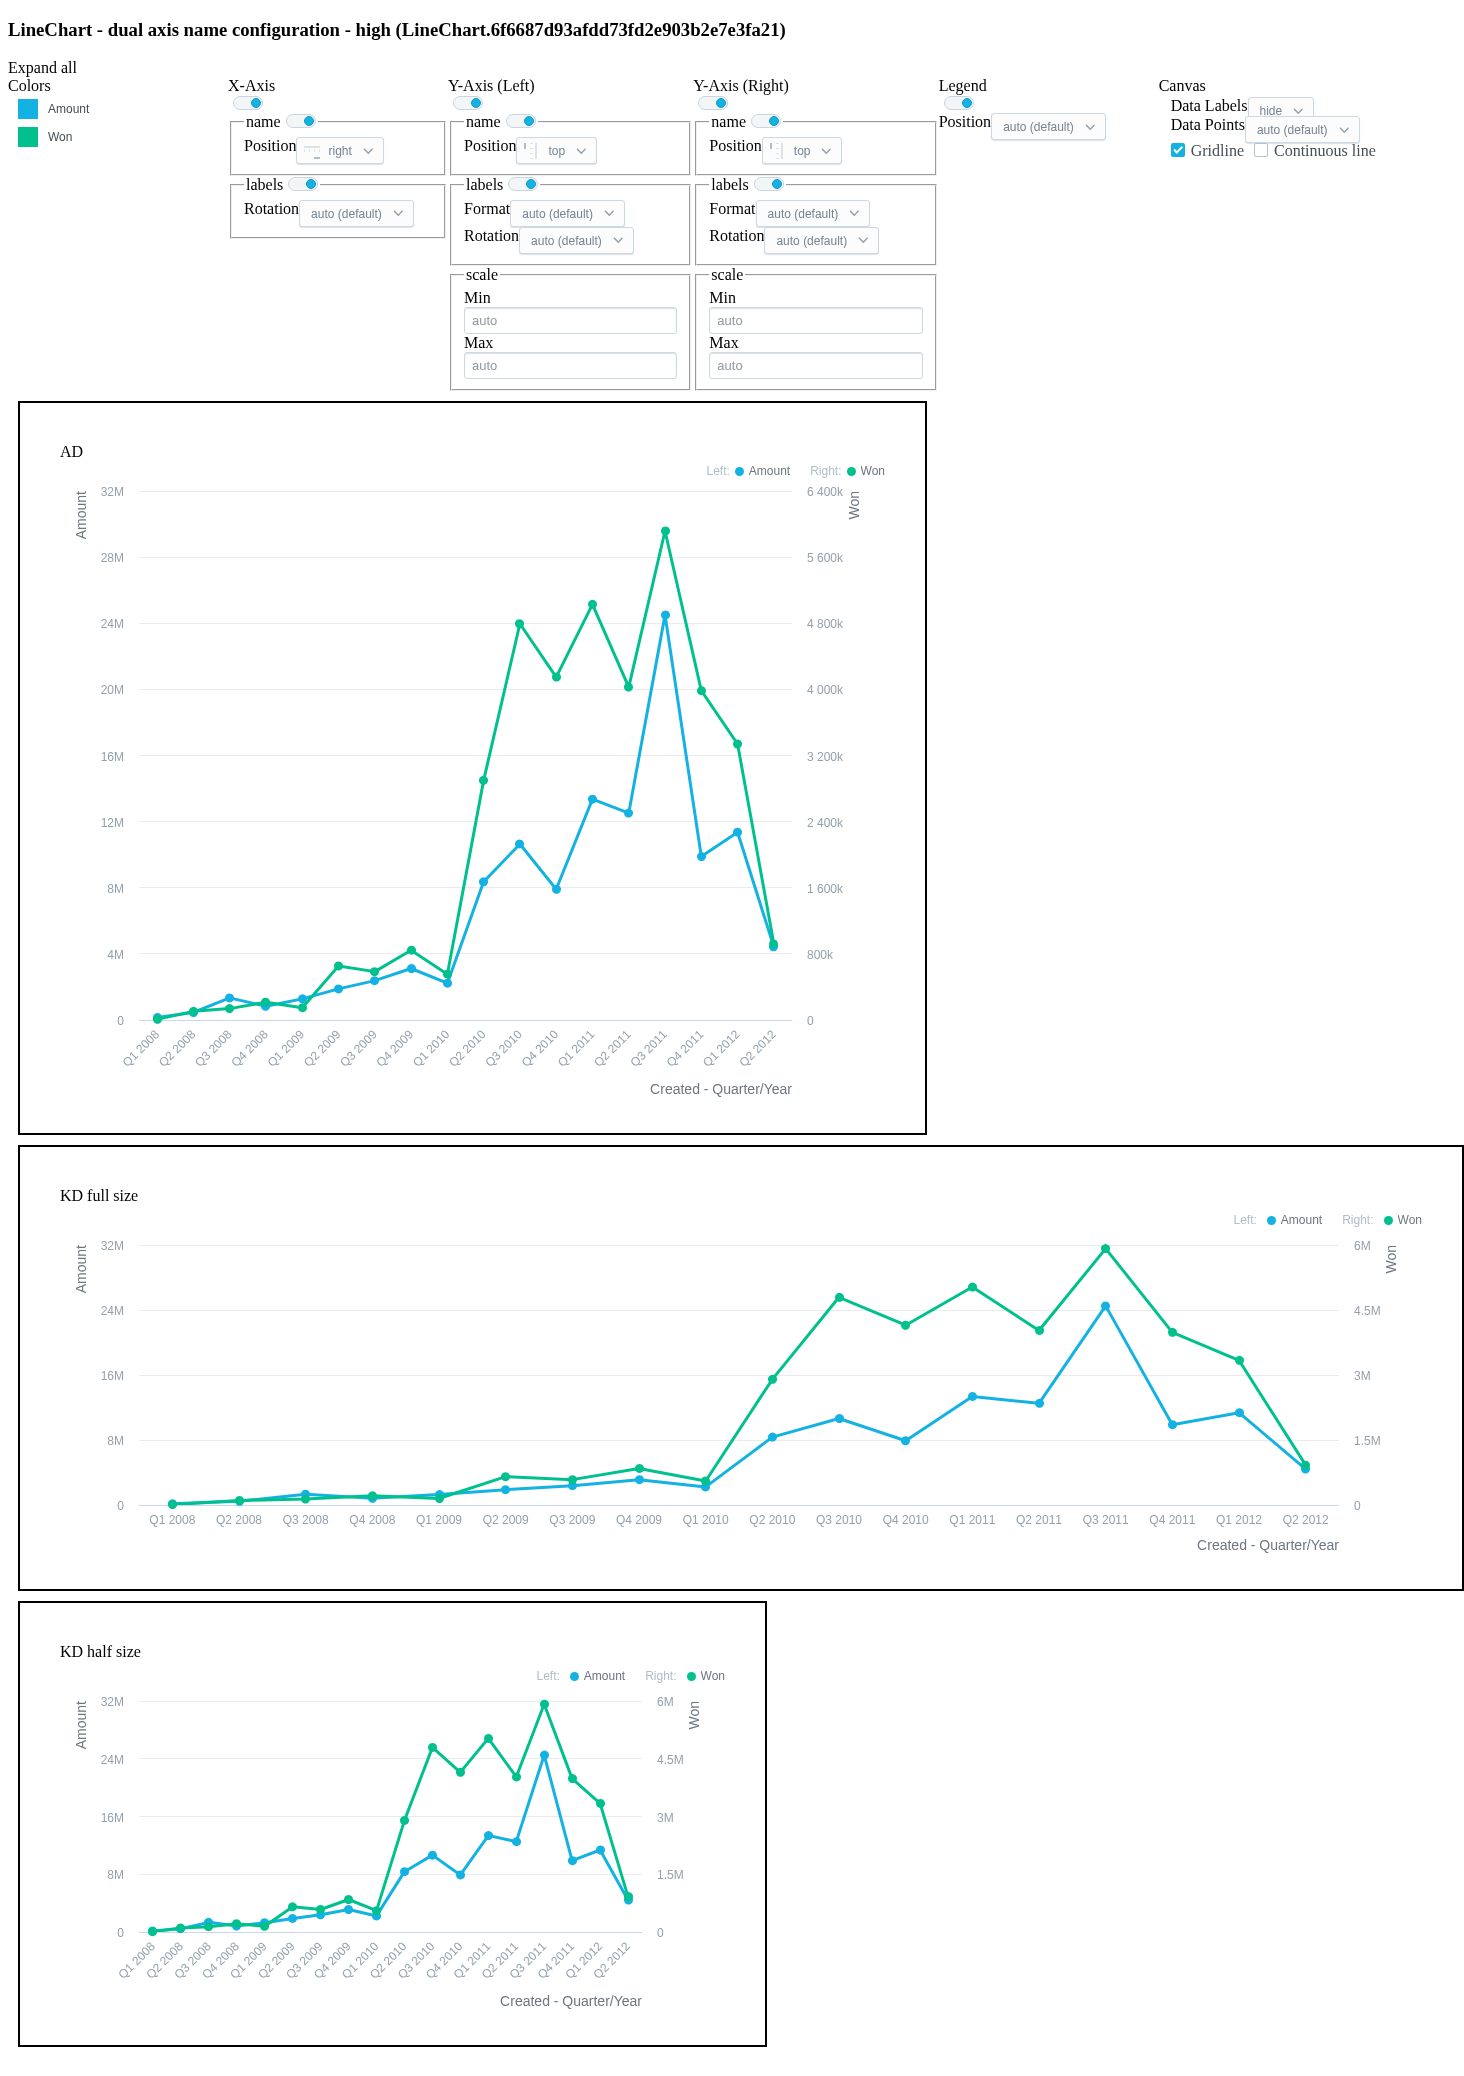 LineChart - dual axis name configuration - high (LineChart.6f6687d93afdd73fd2e903b2e7e3fa21)
Expand all
Colors
Amount
Won
X-Axis
name
Position right
labels
Rotation auto (default)
Y-Axis (Left)
name
Position top
labels
Format auto (default)
Rotation auto (default)
scale
Min
auto
Max
auto
Y-Axis (Right)
name
Position top
labels
Format auto (default)
Rotation auto (default)
scale
Min
auto
Max
auto
Legend
Position auto (default)
Canvas
Data Labels hide
Data Points auto (default)
Gridline Continuous line
AD
Left: Amount Right: Won
Amount
32M
28M
24M
20M
16M
12M
8M
4M
0
6 400k
5 600k
4 800k
4 000k
3 200k
2 400k
1 600k
800k
0
Won
Q1 2008 Q2 2008 Q3 2008 Q4 2008 Q1 2009 Q2 2009 Q3 2009 Q4 2009 Q1 2010 Q2 2010 Q3 2010 Q4 2010 Q1 2011 Q2 2011 Q3 2011 Q4 2011 Q1 2012 Q2 2012
Created - Quarter/Year
KD full size
Left: Amount Right: Won
Amount
32M
24M
16M
8M
0
6M
4.5M
3M
1.5M
0
Won
Q1 2008 Q2 2008 Q3 2008 Q4 2008 Q1 2009 Q2 2009 Q3 2009 Q4 2009 Q1 2010 Q2 2010 Q3 2010 Q4 2010 Q1 2011 Q2 2011 Q3 2011 Q4 2011 Q1 2012 Q2 2012
Created - Quarter/Year
KD half size
Left: Amount Right: Won
Amount
32M
24M
16M
8M
0
6M
4.5M
3M
1.5M
0
Won
Q1 2008 Q2 2008 Q3 2008 Q4 2008 Q1 2009 Q2 2009 Q3 2009 Q4 2009 Q1 2010 Q2 2010 Q3 2010 Q4 2010 Q1 2011 Q2 2011 Q3 2011 Q4 2011 Q1 2012 Q2 2012
Created - Quarter/Year